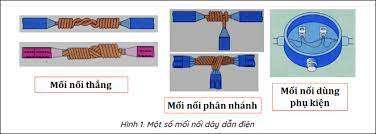 Mối nối thẳng
Mối nối phân nhánh
Mối nối dùng
phụ kiện
Hình 1. Một số mối nối dây dẫn điện